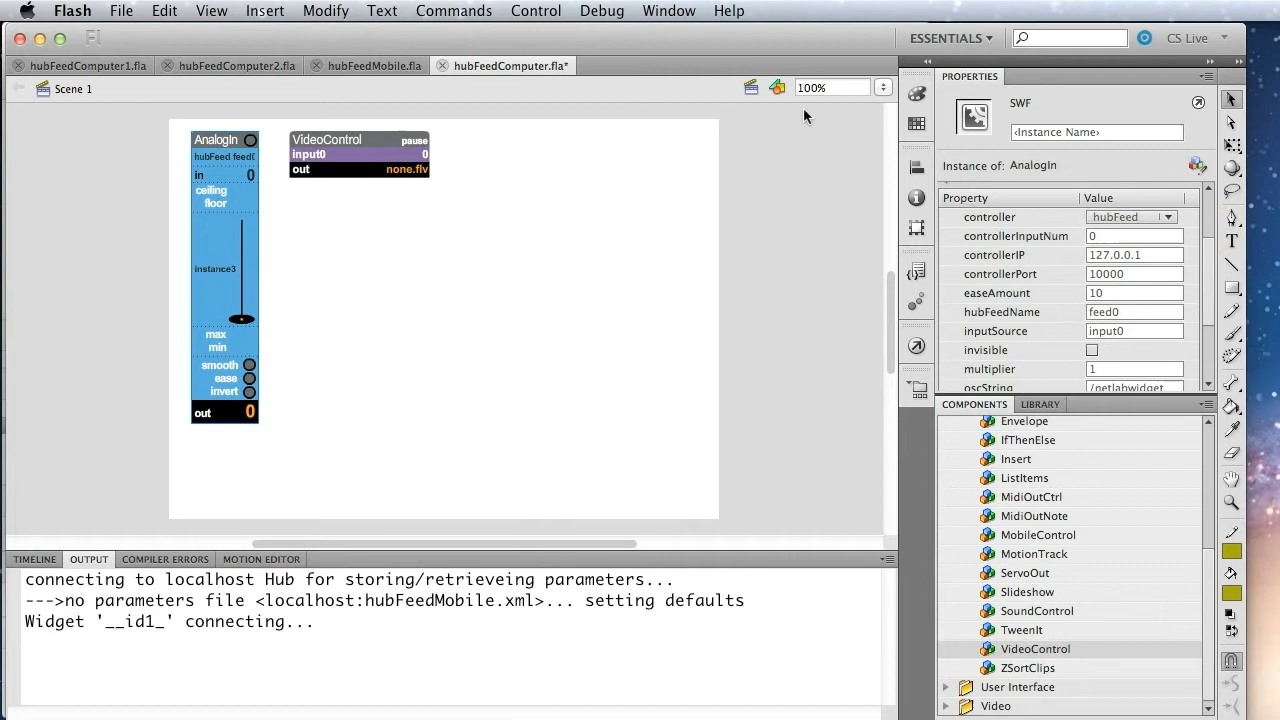 Flash File Edit View Insert Modify Text Commands Control Debug Window Help
Fl ESSENTIALS CS Live
hubFeedComputer1.fla hubFeedComputer2.fla hubFeedMobile.fla hubFeedComputer.fla*
Scene 1 100%
AnalogIn
hubFeed feed0
in 0
ceiling
floor
instance3
max
min
smooth
ease
invert
out 0
VideoControl pause
input0 0
out none.flv
TIMELINE OUTPUT COMPILER ERRORS MOTION EDITOR
connecting to localhost Hub for storing/retrieveing parameters...
--->no parameters file <localhost:hubFeedMobile.xml>... setting defaults
Widget '__id1_' connecting...
PROPERTIES
SWF
<Instance Name>
Instance of: AnalogIn
Property Value
controller hubFeed
controllerInputNum 0
controllerIP 127.0.0.1
controllerPort 10000
easeAmount 10
hubFeedName feed0
inputSource input0
invisible
multiplier 1
oscString /netlabwidget
COMPONENTS LIBRARY
Envelope
IfThenElse
Insert
ListItems
MidiOutCtrl
MidiOutNote
MobileControl
MotionTrack
ServoOut
Slideshow
SoundControl
TweenIt
VideoControl
ZSortClips
User Interface
Video